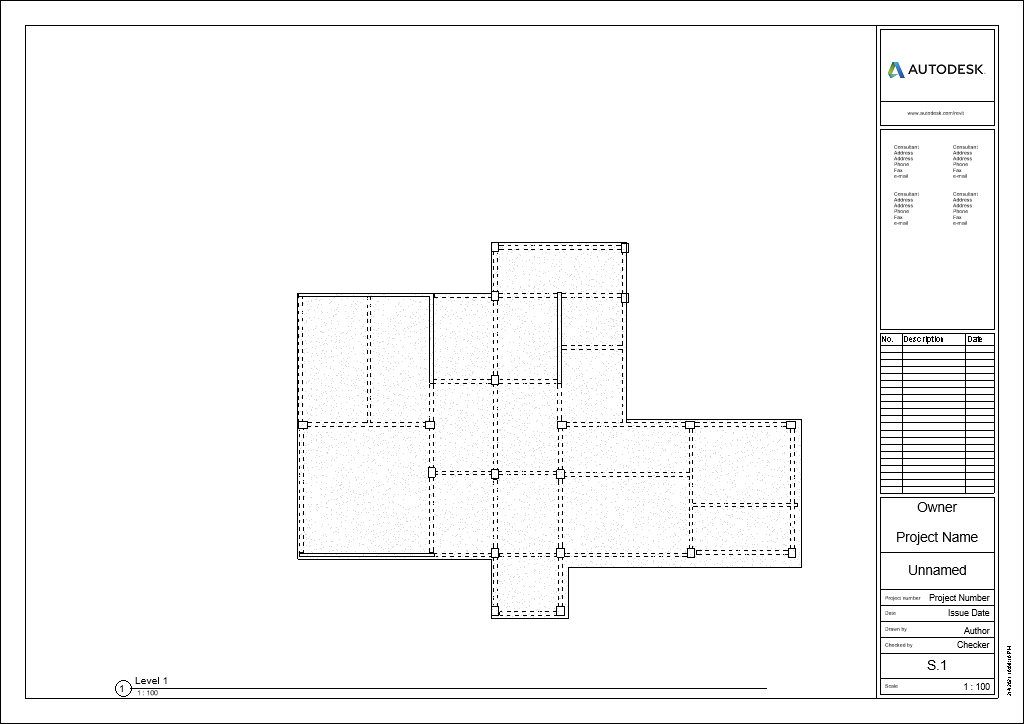 AUTODESK.
www.autodesk.com/revit
Consultant
Address
Address
Phone
Fax
e-mail
Consultant
Address
Address
Phone
Fax
e-mail
Consultant
Address
Address
Phone
Fax
e-mail
Consultant
Address
Address
Phone
Fax
e-mail
No. Description Date
Owner
Project Name
Unnamed
Project number Project Number
Date Issue Date
Drawn by Author
Checked by Checker
S.1
Scale 1 : 100
1 Level 1
1 : 100